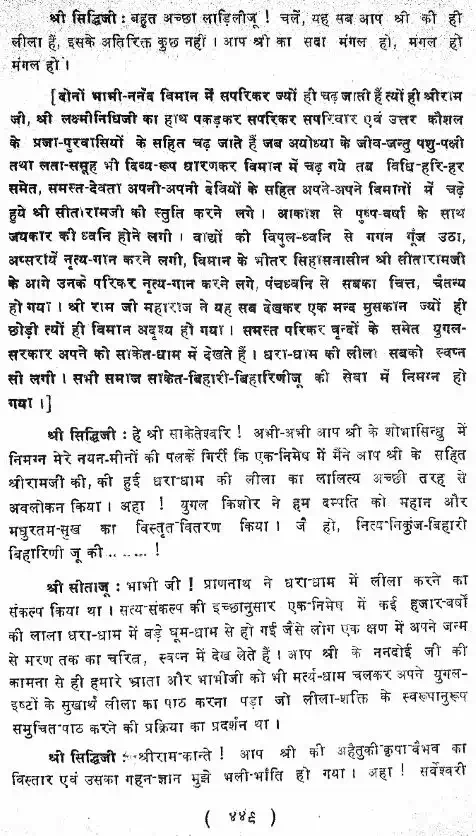 श्री सिद्धिजी : बहुत अच्छा लाड़िलीजू ! चलें, यह सब आप श्री की ही
लीला हैं, इसके अतिरिक्त कुछ नहीं । आप श्री का सदा मंगल हो, मंगल हो
मंगल हो ।
[दोनों भाभी-ननँद विमान में सपरिकर ज्यों ही चढ़ जाती हैं त्यों ही श्रीराम
जी, श्री लक्ष्मीनिधिजी का हाथ पकड़कर सपरिकर सपरिवार एवं उत्तर कौशल
के प्रजा-पुरवासियों के सहित चढ़ जाते हैं जब अयोध्या के जीव-जन्तु पशु-पक्षी
तथा लता-समूह भी दिव्य-रूप धारणकर विमान में चढ़ गये तब विधि-हरि-हर
समेत, समस्त-देवता अपनी-अपनी देवियों के सहित अपने-अपने विमानों में चढ़े
हुये श्री सीतारामजी की स्तुति करने लगे । आकाश से पुष्प-वर्षा के साथ
जयकार की ध्वनि होने लगी । वाद्यों की विपुल-ध्वनि से गगन गूँज उठा,
अप्सरायें नृत्य-गान करने लगी, विमान के भीतर सिंहासनासीन श्री सीतारामजी
के आगे उनके परिकर नृत्य-गान करने लगे, पंचध्वनि से सबका चित्त, चैतन्य
हो गया । श्री राम जी महाराज ने यह सब देखकर एक मन्द मुसकान ज्यों ही
छोड़ी त्यों ही विमान अदृश्य हो गया । समस्त परिकर वृन्दों के समेत युगल-
सरकार अपने को साकेत-धाम में देखते हैं । धरा-धाम की लीला सबको स्वप्न
सी लगी । सभी समाज साकेत-बिहारी-बिहारिणीजू की सेवा में निमग्न हो
गया ।]
श्री सिद्धिजी : हे श्री साकेतेश्वरि ! अभी-अभी आप श्री के शोभासिन्धु में
निमग्न मेरे नयन-मीनों की पलकें गिरीं कि एक-निमेष में मैंने आप श्री के सहित
श्रीरामजी की, की हुई धरा-धाम की लीला का लालित्य अच्छी तरह से
अवलोकन किया । अहा ! युगल किशोर ने हम दम्पति को महान और
मधुरतम-सुख का विस्तृत-वितरण किया । जै हो, नित्य-निकुंज-बिहारी
बिहारिणी जू की ........ !
श्री सीताजू : भाभी जी ! प्राणनाथ ने धरा-धाम में लीला करने का
संकल्प किया था । सत्य-संकल्प की इच्छानुसार एक-निमेष में कई हजार-वर्षों
की लाला धरा-धाम में बड़े धूम-धाम से हो गई जैसे लोग एक क्षण में अपने जन्म
से मरण तक का चरित्र, स्वप्न में देख लेते हैं । आप श्री के ननदोई जी की
कामना से ही हमारे भ्राता और भाभीजी को भी मर्त्य-धाम चलकर अपने युगल-
इष्टों के सुखार्थ लीला का पाठ करना पड़ा जो लीला-शक्ति के स्वरूपानुरूप
समुचित-पाठ करने की प्रक्रिया का प्रदर्शन था ।
श्री सिद्धिजी : श्रीराम-कान्ते ! आप श्री की अहैतुकी-कृपा-वैभव का
विस्तार एवं उसका गहन-ज्ञान मुझे भली-भाँति हो गया । अहा ! सर्वेश्वरी
( ४४९ )